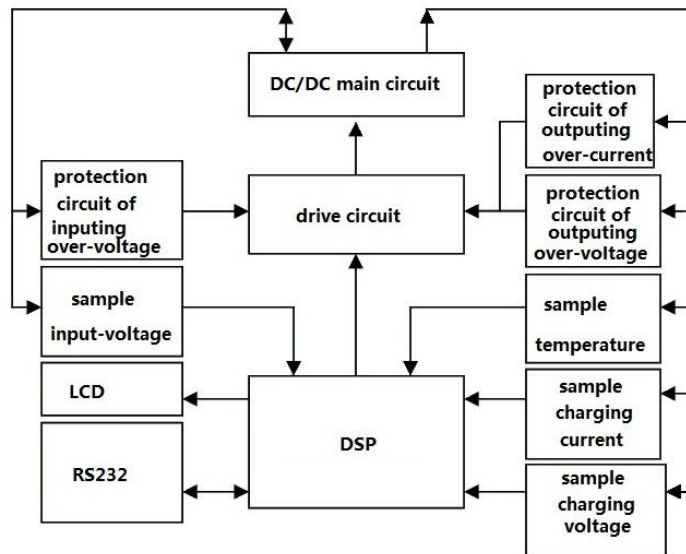 DC/DC main circuit
protection
circuit of
outputing
over-current
protection
circuit of
inputing
over-voltage
drive circuit
protection
circuit of
outputing
over-voltage
sample
input-voltage
sample
temperature
LCD
DSP
sample
charging
current
RS232
sample
charging
voltage